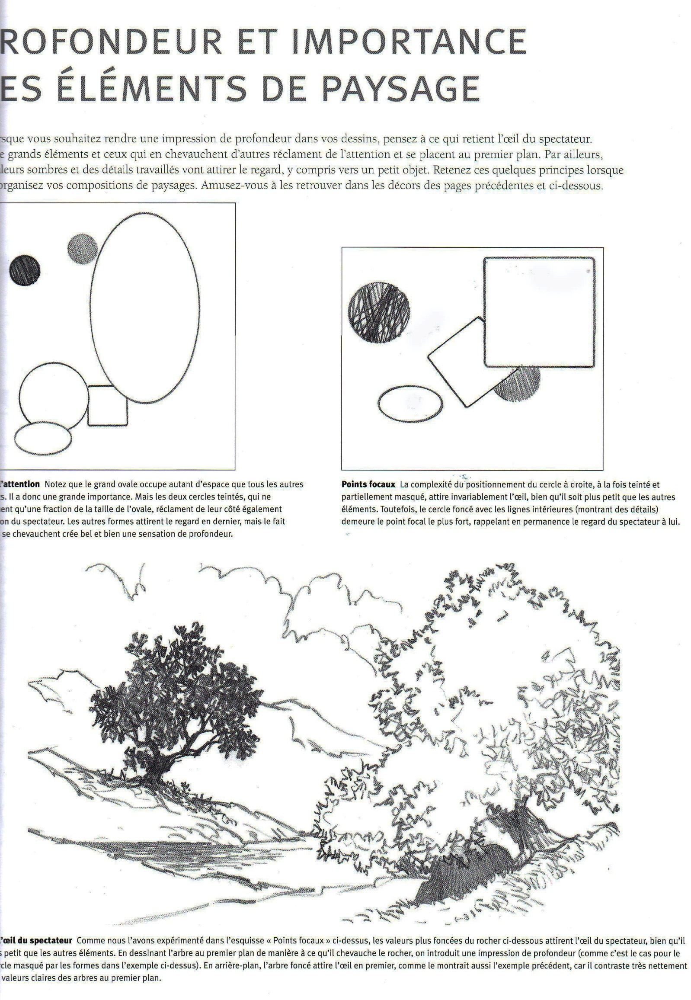 ROFONDEUR ET IMPORTANCE
ES ÉLÉMENTS DE PAYSAGE
rsque vous souhaitez rendre une impression de profondeur dans vos dessins, pensez à ce qui retient l’œil du spectateur.
e grands éléments et ceux qui en chevauchent d’autres réclament de l’attention et se placent au premier plan. Par ailleurs,
leurs sombres et des détails travaillés vont attirer le regard, y compris vers un petit objet. Retenez ces quelques principes lorsque
organisez vos compositions de paysages. Amusez-vous à les retrouver dans les décors des pages précédentes et ci-dessous.
l’attention Notez que le grand ovale occupe autant d’espace que tous les autres
s. Il a donc une grande importance. Mais les deux cercles teintés, qui ne
ent qu’une fraction de la taille de l’ovale, réclament de leur côté également
on du spectateur. Les autres formes attirent le regard en dernier, mais le fait
se chevauchent crée bel et bien une sensation de profondeur.
Points focaux La complexité du positionnement du cercle à droite, à la fois teinté et
partiellement masqué, attire invariablement l’œil, bien qu’il soit plus petit que les autres
éléments. Toutefois, le cercle foncé avec les lignes intérieures (montrant des détails)
demeure le point focal le plus fort, rappelant en permanence le regard du spectateur à lui.
l’œil du spectateur Comme nous l’avons expérimenté dans l’esquisse « Points focaux » ci-dessus, les valeurs plus foncées du rocher ci-dessous attirent l’œil du spectateur, bien qu’il
s petit que les autres éléments. En dessinant l’arbre au premier plan de manière à ce qu’il chevauche le rocher, on introduit une impression de profondeur (comme c’est le cas pour le
cle masqué par les formes dans l’exemple ci-dessus). En arrière-plan, l’arbre foncé attire l’œil en premier, comme le montrait aussi l’exemple précédent, car il contraste très nettement
valeurs claires des arbres au premier plan.